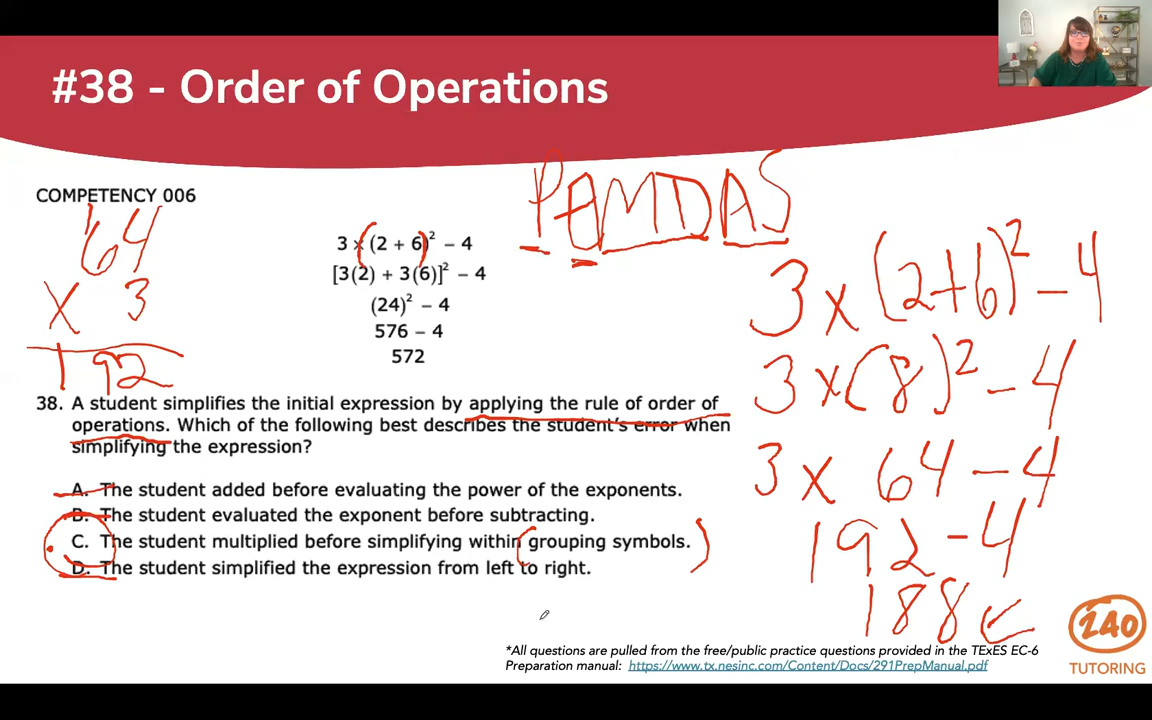 #38 - Order of Operations
COMPETENCY 006
PEMDAS
64
x 3
192
3 × (2 + 6)² – 4
[3(2) + 3(6)]² – 4
(24)² – 4
576 – 4
572
3 x (2+6)² - 4
3 x (8)² - 4
3 x 64 - 4
192 - 4
188
38. A student simplifies the initial expression by applying the rule of order of
operations. Which of the following best describes the student's error when
simplifying the expression?
A. The student added before evaluating the power of the exponents.
B. The student evaluated the exponent before subtracting.
C. The student multiplied before simplifying within grouping symbols.
D. The student simplified the expression from left to right.
*All questions are pulled from the free/public practice questions provided in the TExES EC-6
Preparation manual: https://www.tx.nesinc.com/Content/Docs/291PrepManual.pdf
240
TUTORING